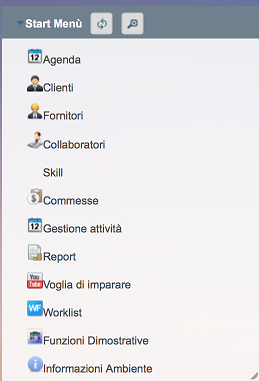 Start Menù
12 Agenda
Clienti
Fornitori
Collaboratori
Skill
$ Commesse
12 Gestione attività
Report
You Tube Voglia di imparare
WF Worklist
Funzioni Dimostrative
i Informazioni Ambiente